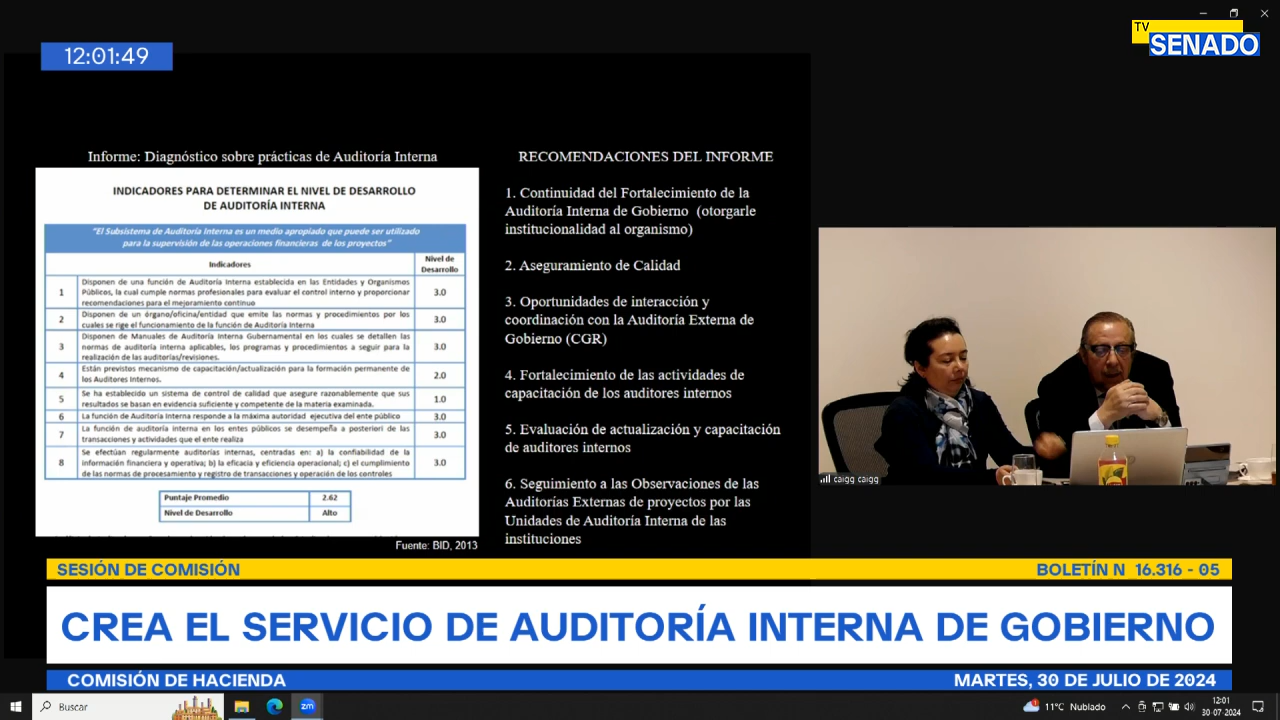 12:01:49
TV
SENADO
Informe: Diagnóstico sobre prácticas de Auditoría Interna
INDICADORES PARA DETERMINAR EL NIVEL DE DESARROLLO
DE AUDITORÍA INTERNA
"El Subsistema de Auditoría Interna es un medio apropiado que puede ser utilizado
para la supervisión de las operaciones financieras de los proyectos"
Indicadores
Nivel de
Desarrollo
1
Disponen de una función de Auditoría Interna establecida en las Entidades y Organismos
Públicos, la cual cumple normas profesionales para evaluar el control interno y proporcionar
recomendaciones para el mejoramiento continuo
3.0
2
Disponen de un órgano/oficina/entidad que emite las normas y procedimientos por los
cuales se rige el funcionamiento de la función de Auditoría Interna
3.0
3
Disponen de Manuales de Auditoría Interna Gubernamental en los cuales se detallen las
normas de auditoría interna aplicables, los programas y procedimientos a seguir para la
realización de las auditorías/revisiones.
3.0
4
Están previstos mecanismo de capacitación/actualización para la formación permanente de
los Auditores Internos.
2.0
5
Se ha establecido un sistema de control de calidad que asegure razonablemente que sus
resultados se basan en evidencia suficiente y competente de la materia examinada.
1.0
6
La función de Auditoría Interna responde a la máxima autoridad ejecutiva del ente público
3.0
7
La función de auditoría interna en los entes públicos se desempeña a posteriori de las
transacciones y actividades que el ente realiza
3.0
8
Se efectúan regularmente auditorías internas, centradas en: a) la confiabilidad de la
información financiera y operativa; b) la eficacia y eficiencia operacional; c) el cumplimiento
de las normas de procesamiento y registro de transacciones y operación de los controles
3.0
Puntaje Promedio 2.62
Nivel de Desarrollo Alto
Fuente: BID, 2013
RECOMENDACIONES DEL INFORME
1. Continuidad del Fortalecimiento de la
Auditoría Interna de Gobierno (otorgarle
institucionalidad al organismo)
2. Aseguramiento de Calidad
3. Oportunidades de interacción y
coordinación con la Auditoría Externa de
Gobierno (CGR)
4. Fortalecimiento de las actividades de
capacitación de los auditores internos
5. Evaluación de actualización y capacitación
de auditores internos
6. Seguimiento a las Observaciones de las
Auditorías Externas de proyectos por las
Unidades de Auditoría Interna de las
instituciones
caigg caigg
SESIÓN DE COMISIÓN
BOLETÍN N 16.316 - 05
CREA EL SERVICIO DE AUDITORÍA INTERNA DE GOBIERNO
COMISIÓN DE HACIENDA
MARTES, 30 DE JULIO DE 2024
Buscar
zm
11°C Nublado
12:01
30-07-2024